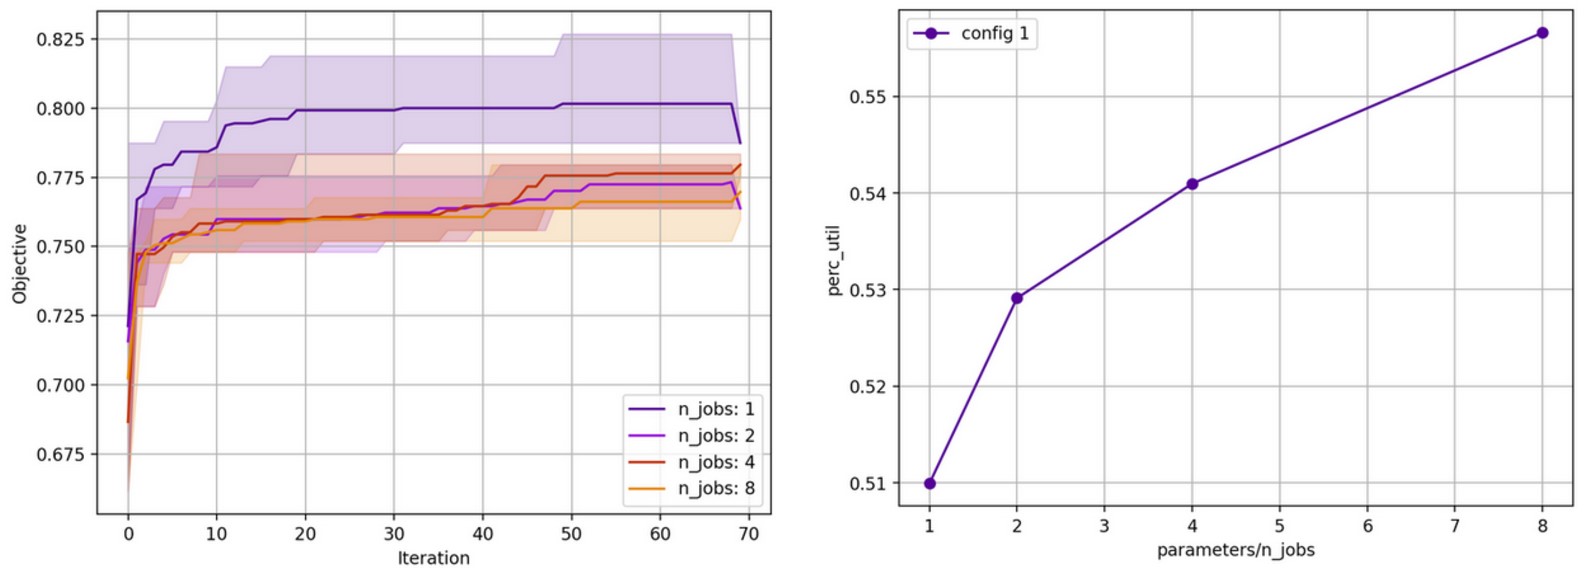 0.825
0.800
0.775
0.750
0.725
0.700
0.675
Objective
n_jobs: 1
n_jobs: 2
n_jobs: 4
n_jobs: 8
0 10 20 30 40 50 60 70
Iteration
config 1
0.55
0.54
0.53
0.52
0.51
perc_util
1 2 3 4 5 6 7 8
parameters/n_jobs